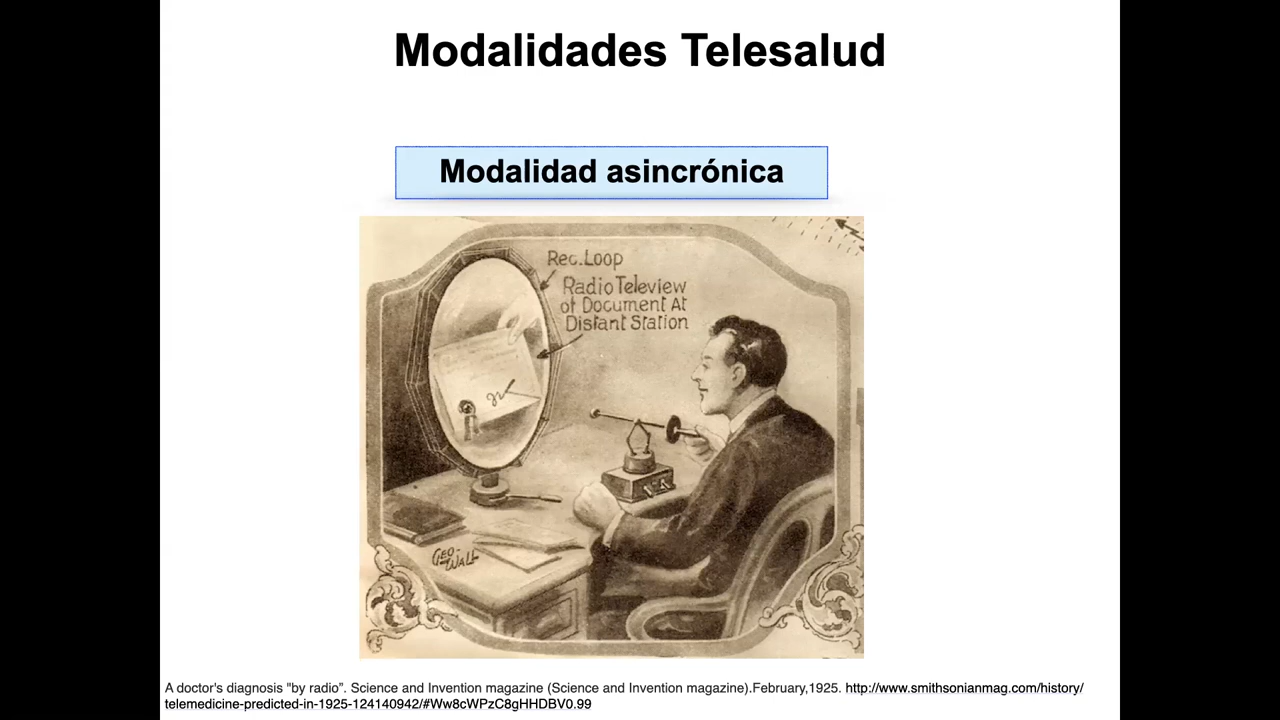 Modalidades Telesalud
Modalidad asincrónica
Rec. Loop
Radio Teleview
of Document At
Distant Station
GEO-
WALL
A doctor's diagnosis "by radio”. Science and Invention magazine (Science and Invention magazine).February,1925. http://www.smithsonianmag.com/history/
telemedicine-predicted-in-1925-124140942/#Ww8cWPzC8gHHDBV0.99